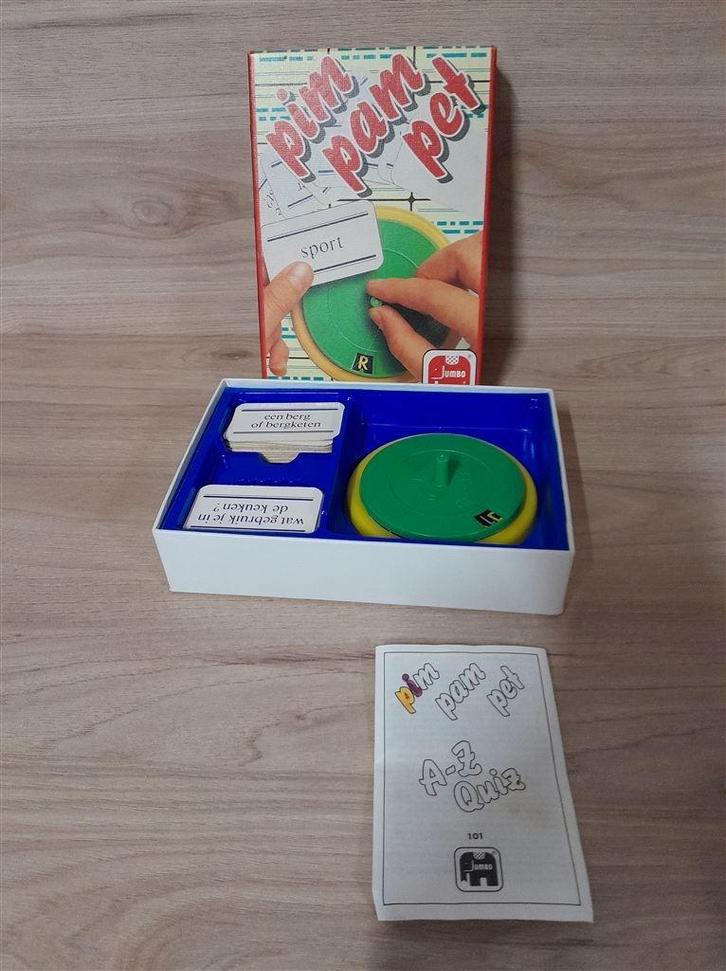 pim
pam
pet
sport
R
JUMBO
een berg
of bergketen
wat gebruik je in
de keuken?
pim
pam
pet
A-Z
Quiz
101
JUMBO